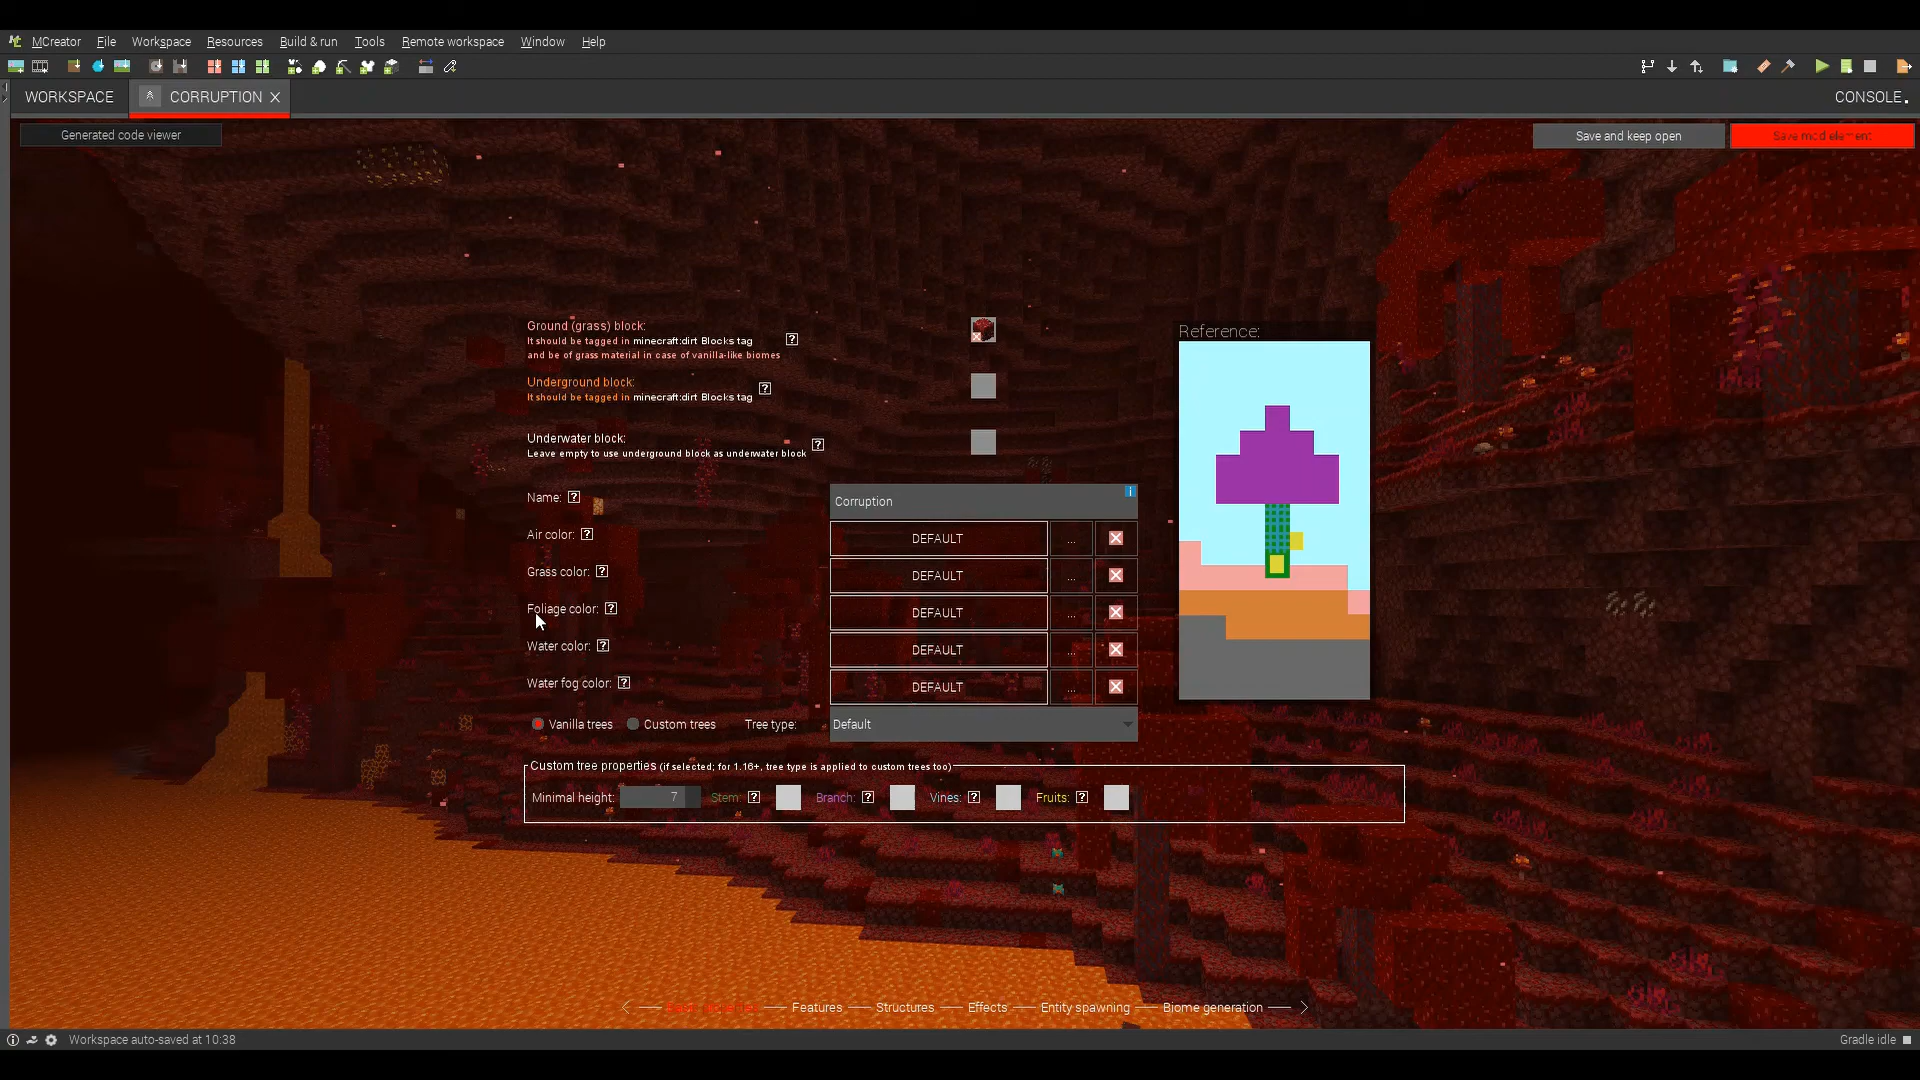 MCreator File Workspace Resources Build & run Tools Remote workspace Window Help
WORKSPACE CORRUPTION CONSOLE
Generated code viewer
Save and keep open Save mod element
Ground (grass) block:
It should be tagged in minecraft:dirt Blocks tag
and be of grass material in case of vanilla-like biomes
Underground block:
It should be tagged in minecraft:dirt Blocks tag
Underwater block:
Leave empty to use underground block as underwater block
Reference:
Name: Corruption
Air color: DEFAULT ...
Grass color: DEFAULT ...
Foliage color: DEFAULT ...
Water color: DEFAULT ...
Water fog color: DEFAULT ...
Vanilla trees Custom trees Tree type: Default
Custom tree properties (if selected; for 1.16+, tree type is applied to custom trees too)
Minimal height: 7 Stem: Branch: Vines: Fruits:
Features Structures Effects Entity spawning Biome generation
Workspace auto-saved at 10:38 Gradle idle